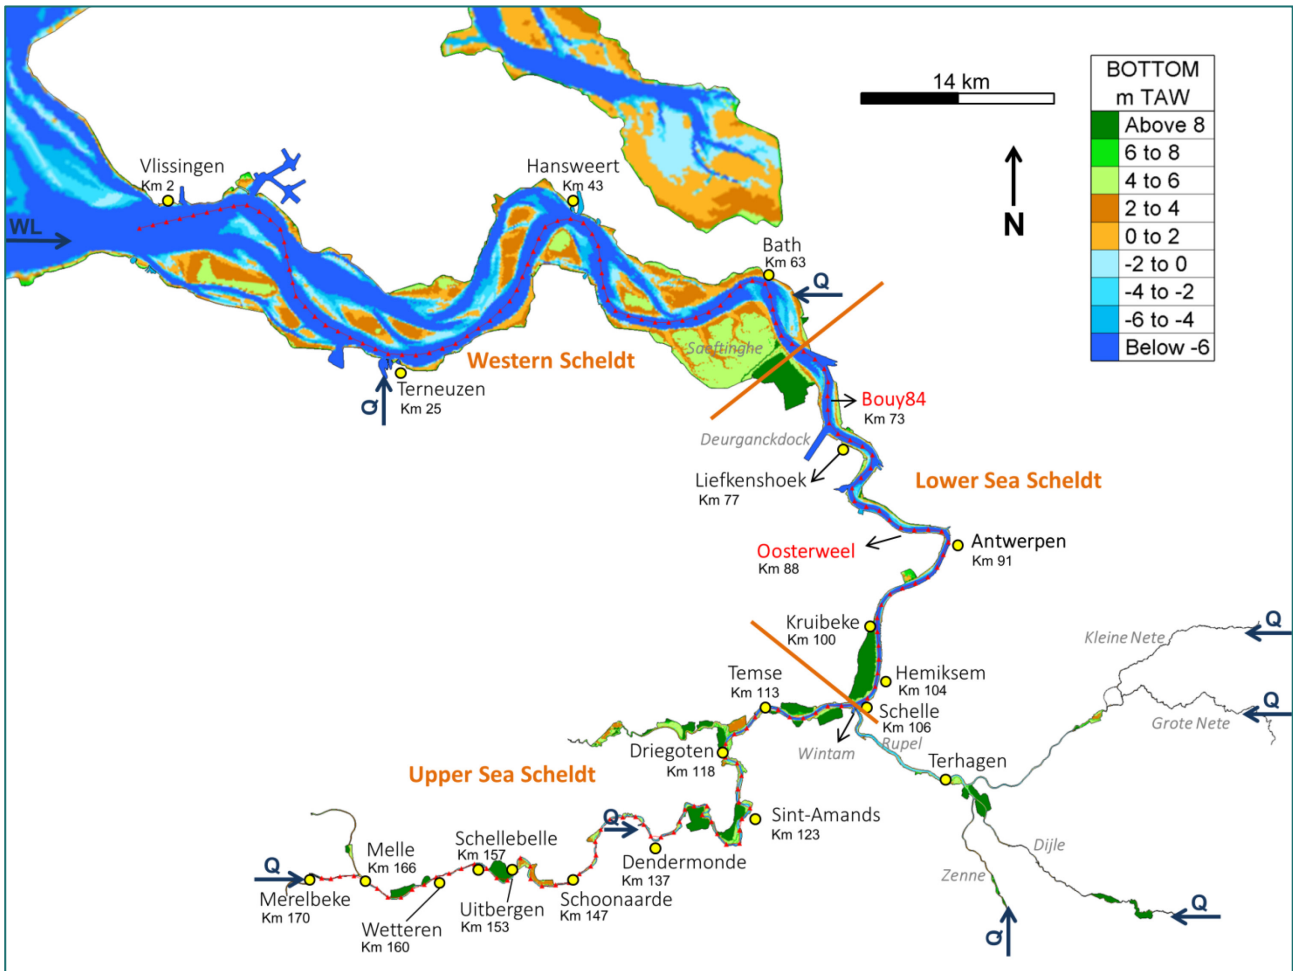 BOTTOM
m TAW
Above 8
6 to 8
4 to 6
2 to 4
0 to 2
-2 to 0
-4 to -2
-6 to -4
Below -6
14 km
N
Vlissingen
Km 2
WL
Hansweert
Km 43
Bath
Km 63
Q
Saeftinghe
Western Scheldt
Terneuzen
Km 25
Q
Bouy84
Km 73
Deurganckdock
Liefkenshoek
Km 77
Lower Sea Scheldt
Oosterweel
Km 88
Antwerpen
Km 91
Kruibeke
Km 100
Q
Kleine Nete
Temse
Km 113
Hemiksem
Km 104
Schelle
Km 106
Q
Grote Nete
Wintam
Rupel
Driegoten
Km 118
Terhagen
Upper Sea Scheldt
Q
Sint-Amands
Km 123
Schellebelle
Km 157
Melle
Km 166
Dendermonde
Km 137
Dijle
Zenne
Q
Merelbeke
Km 170
Schoonaarde
Km 147
Uitbergen
Km 153
Wetteren
Km 160
Q
Q